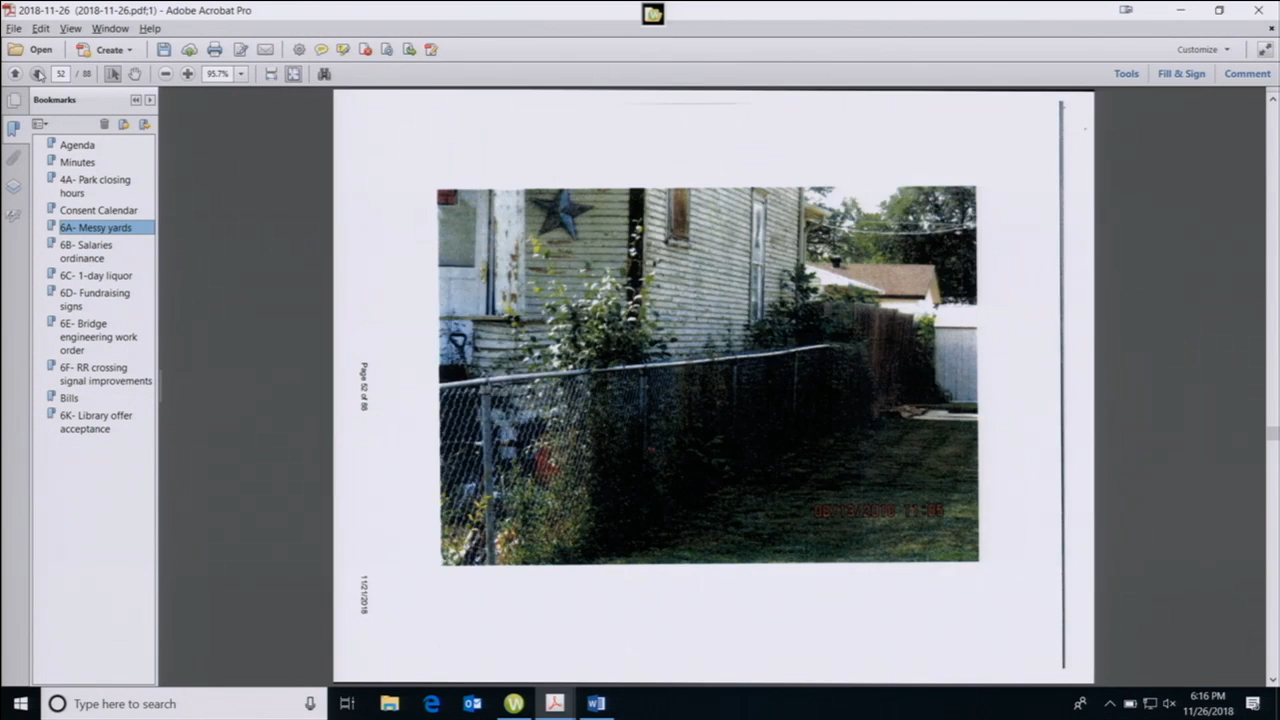 2018-11-26 (2018-11-26.pdf;1) - Adobe Acrobat Pro
File Edit View Window Help
Open Create Customize
52 / 88 95.7% Tools Fill & Sign Comment
Bookmarks
Agenda
Minutes
4A- Park closing
hours
Consent Calendar
6A- Messy yards
6B- Salaries
ordinance
6C- 1-day liquor
6D- Fundraising
signs
6E- Bridge
engineering work
order
6F- RR crossing
signal improvements
Bills
6K- Library offer
acceptance
Page 52 of 88
11/21/2018
Type here to search
6:16 PM
11/26/2018